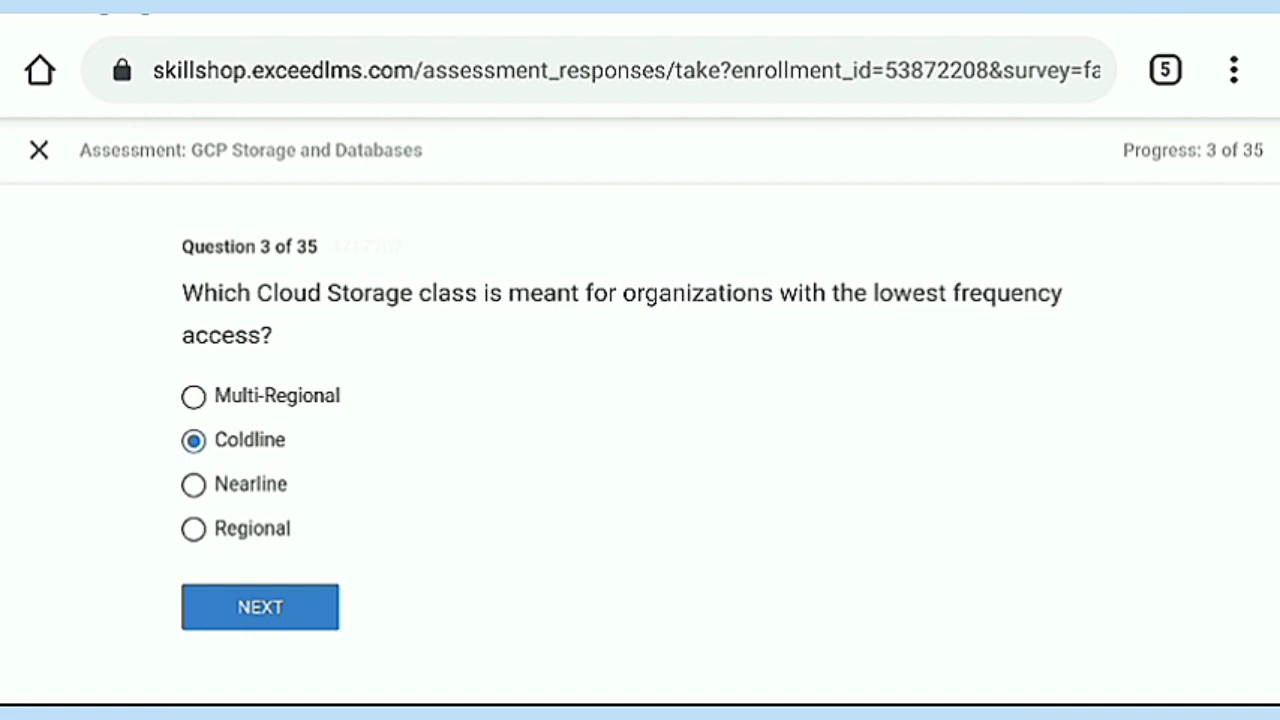 skillshop.exceedlms.com/assessment_responses/take?enrollment_id=53872208&survey=fa
5
Assessment: GCP Storage and Databases
Progress: 3 of 35
Question 3 of 35
Which Cloud Storage class is meant for organizations with the lowest frequency
access?
Multi-Regional
Coldline
Nearline
Regional
NEXT